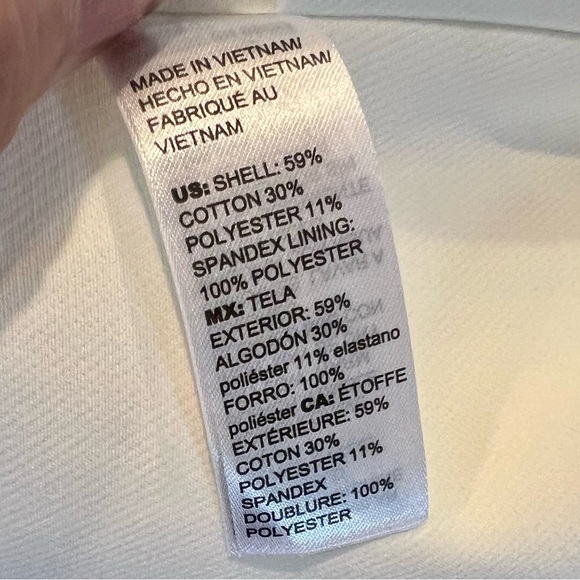 MADE IN VIETNAM/
HECHO EN VIETNAM/
FABRIQUÉ AU
VIETNAM
US: SHELL: 59%
COTTON 30%
POLYESTER 11%
SPANDEX LINING:
100% POLYESTER
MX: TELA
EXTERIOR: 59%
ALGODÓN 30%
poliéster 11% elastano
FORRO: 100%
poliéster CA: ÉTOFFE
EXTÉRIEURE: 59%
COTON 30%
POLYESTER 11%
SPANDEX
DOUBLURE: 100%
POLYESTER